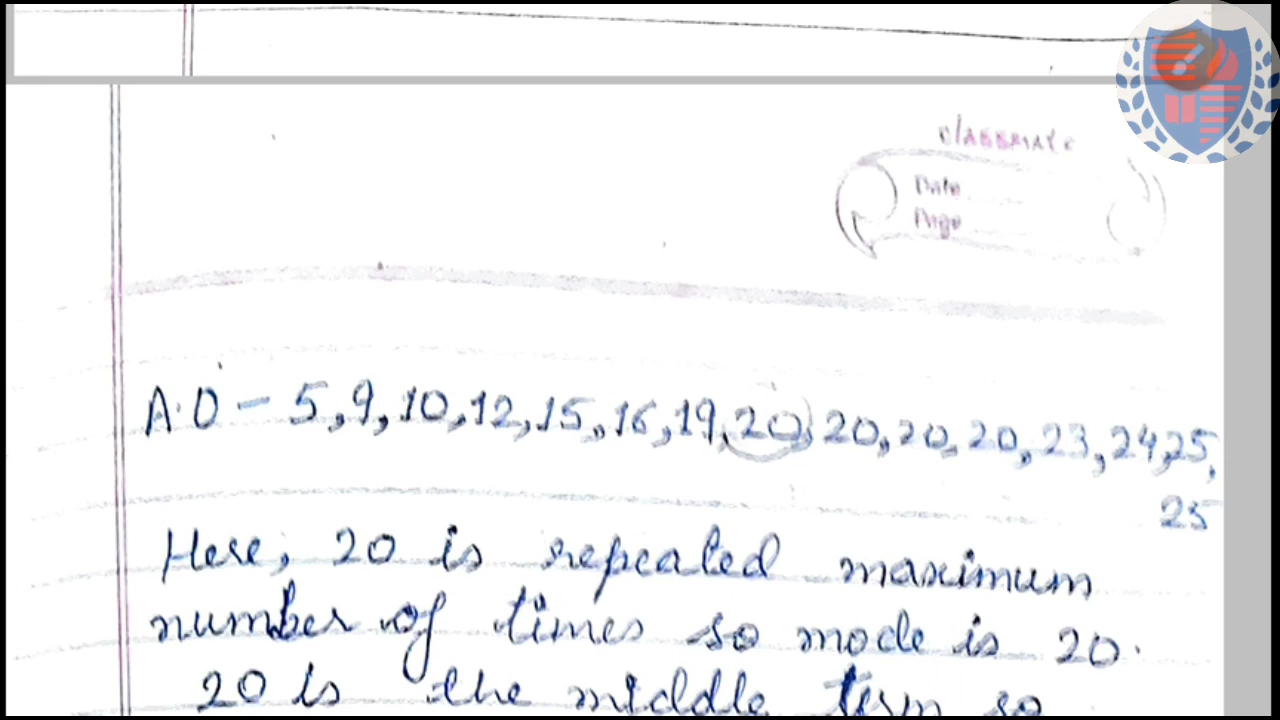 classmate
Date
Page
A.O - 5, 9, 10, 12, 15, 16, 19, 20, 20, 20, 20, 23, 24, 25,
25
Here, 20 is repeated maximum
number of times so mode is 20.
20 is the middle term so